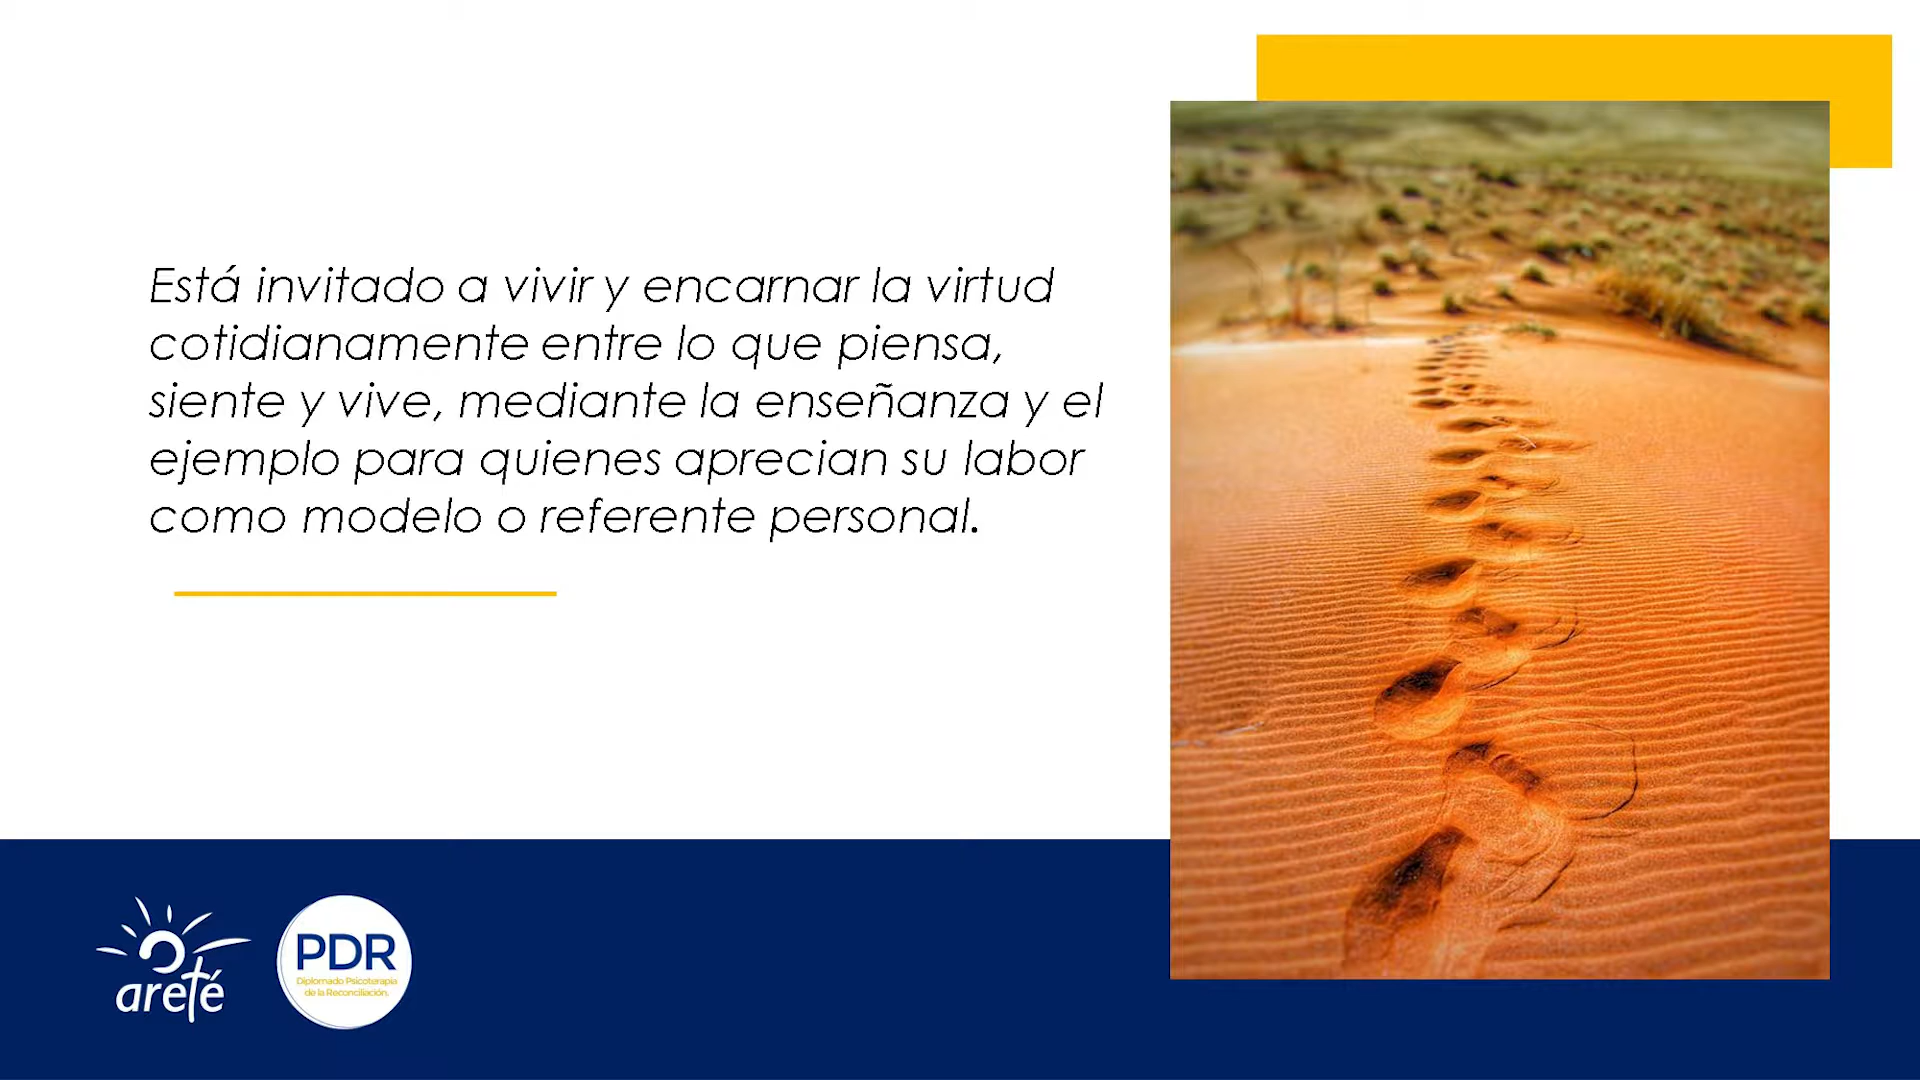 Está invitado a vivir y encarnar la virtud
cotidianamente entre lo que piensa,
siente y vive, mediante la enseñanza y el
ejemplo para quienes aprecian su labor
como modelo o referente personal.
areté
PDR
Diplomado Psicoterapia
de la Reconciliación.